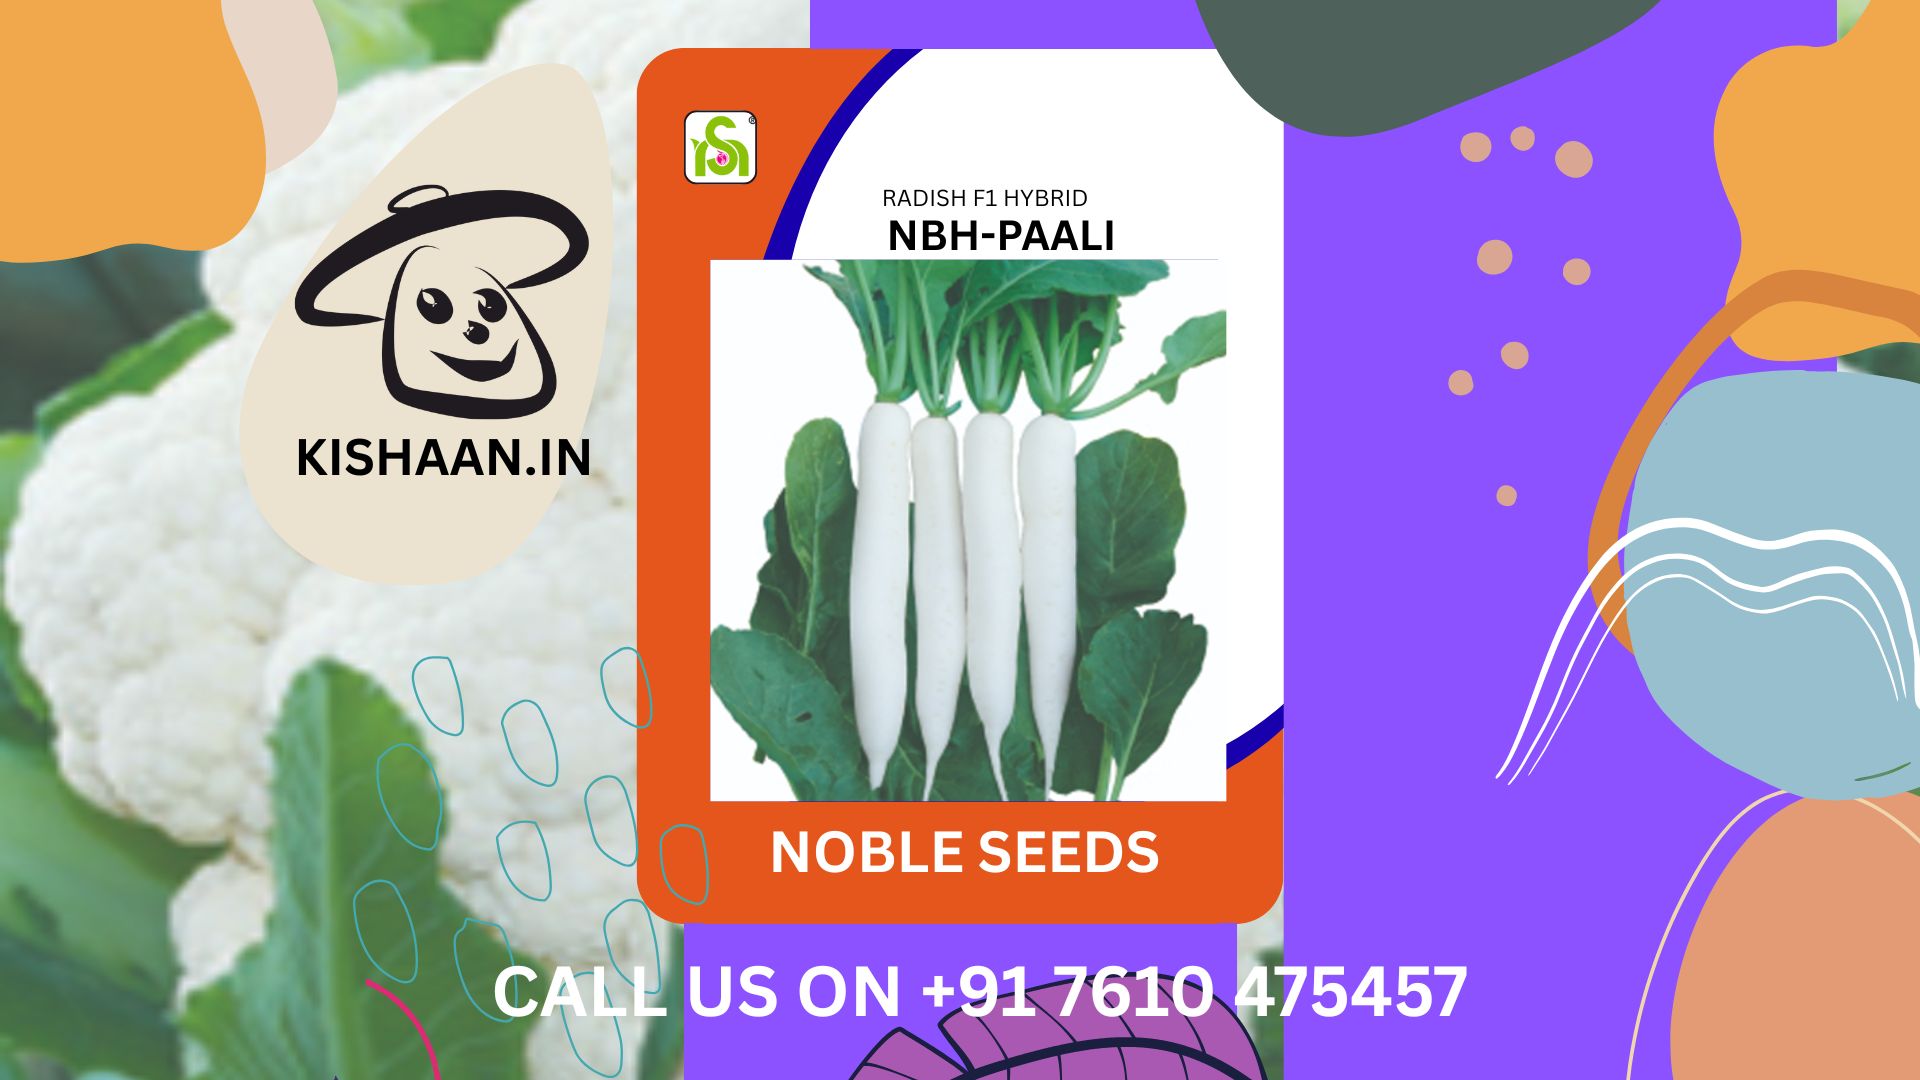 KISHAAN.IN
®
RADISH F1 HYBRID
NBH-PAALI
NOBLE SEEDS
CALL US ON +91 7610 475457